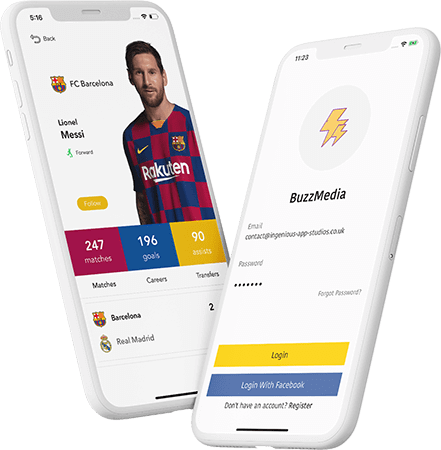 5:16
Back
FC Barcelona
Lionel
Messi
Forward
Rakuten
Follow
247
matches
196
goals
90
assists
Matches Careers Transfers
Barcelona 2
Real Madrid
11:23
BuzzMedia
Email
contact@ingenious-app-studios.co.uk
Password
•••••••
Forgot Password?
Login
Login With Facebook
Don't have an account? Register